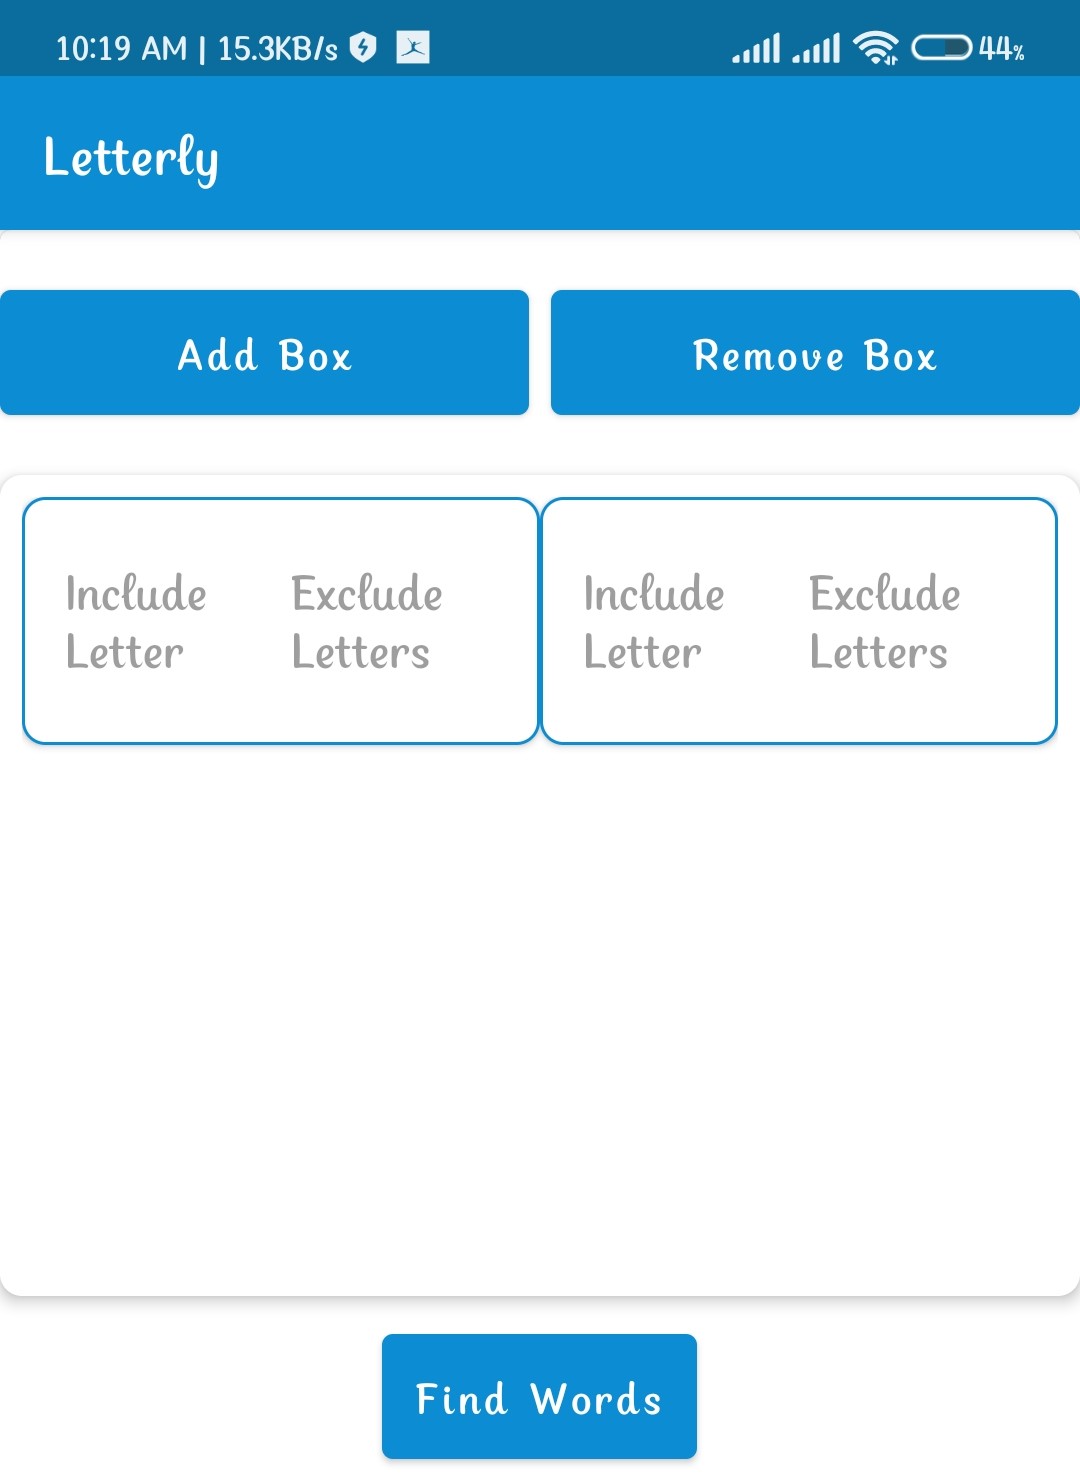 10:19 AM | 15.3KB/s 44%
Letterly
Add Box Remove Box
Include Exclude Include Exclude
Letter Letters Letter Letters
Find Words